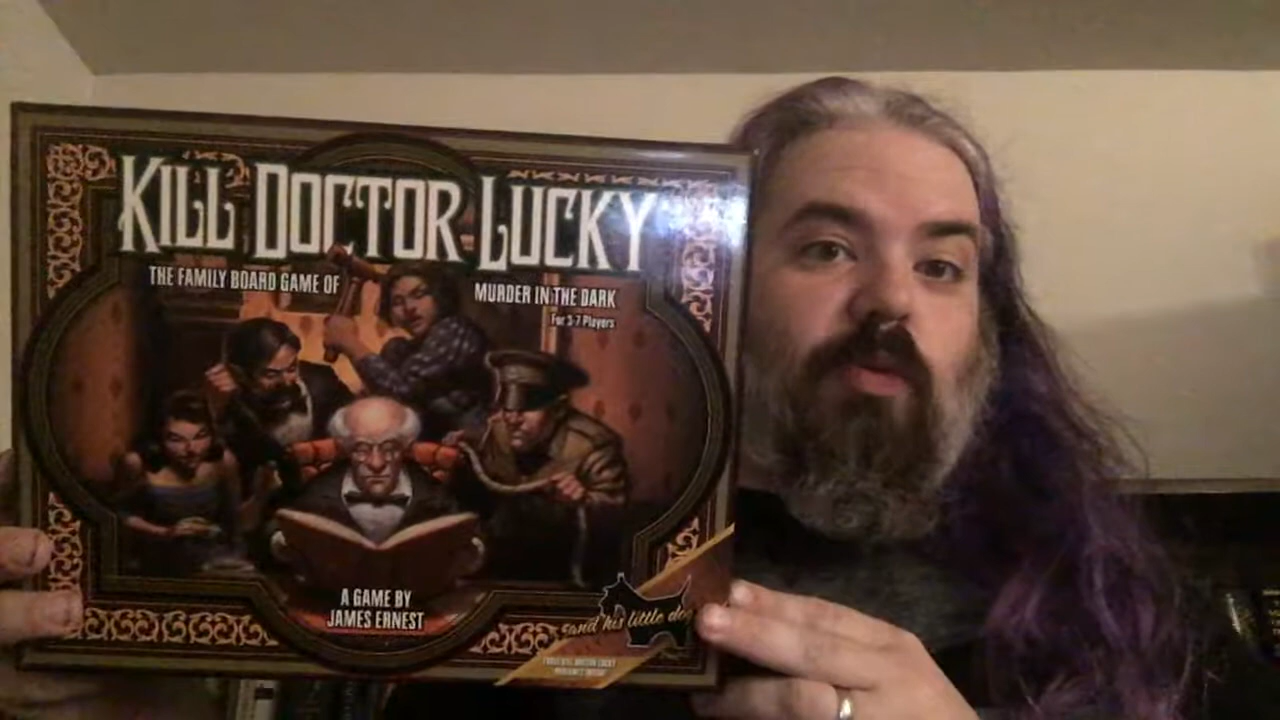 KILL DOCTOR LUCKY
THE FAMILY BOARD GAME OF
MURDER IN THE DARK
For 3-7 Players
A GAME BY
JAMES ERNEST
and his little dog